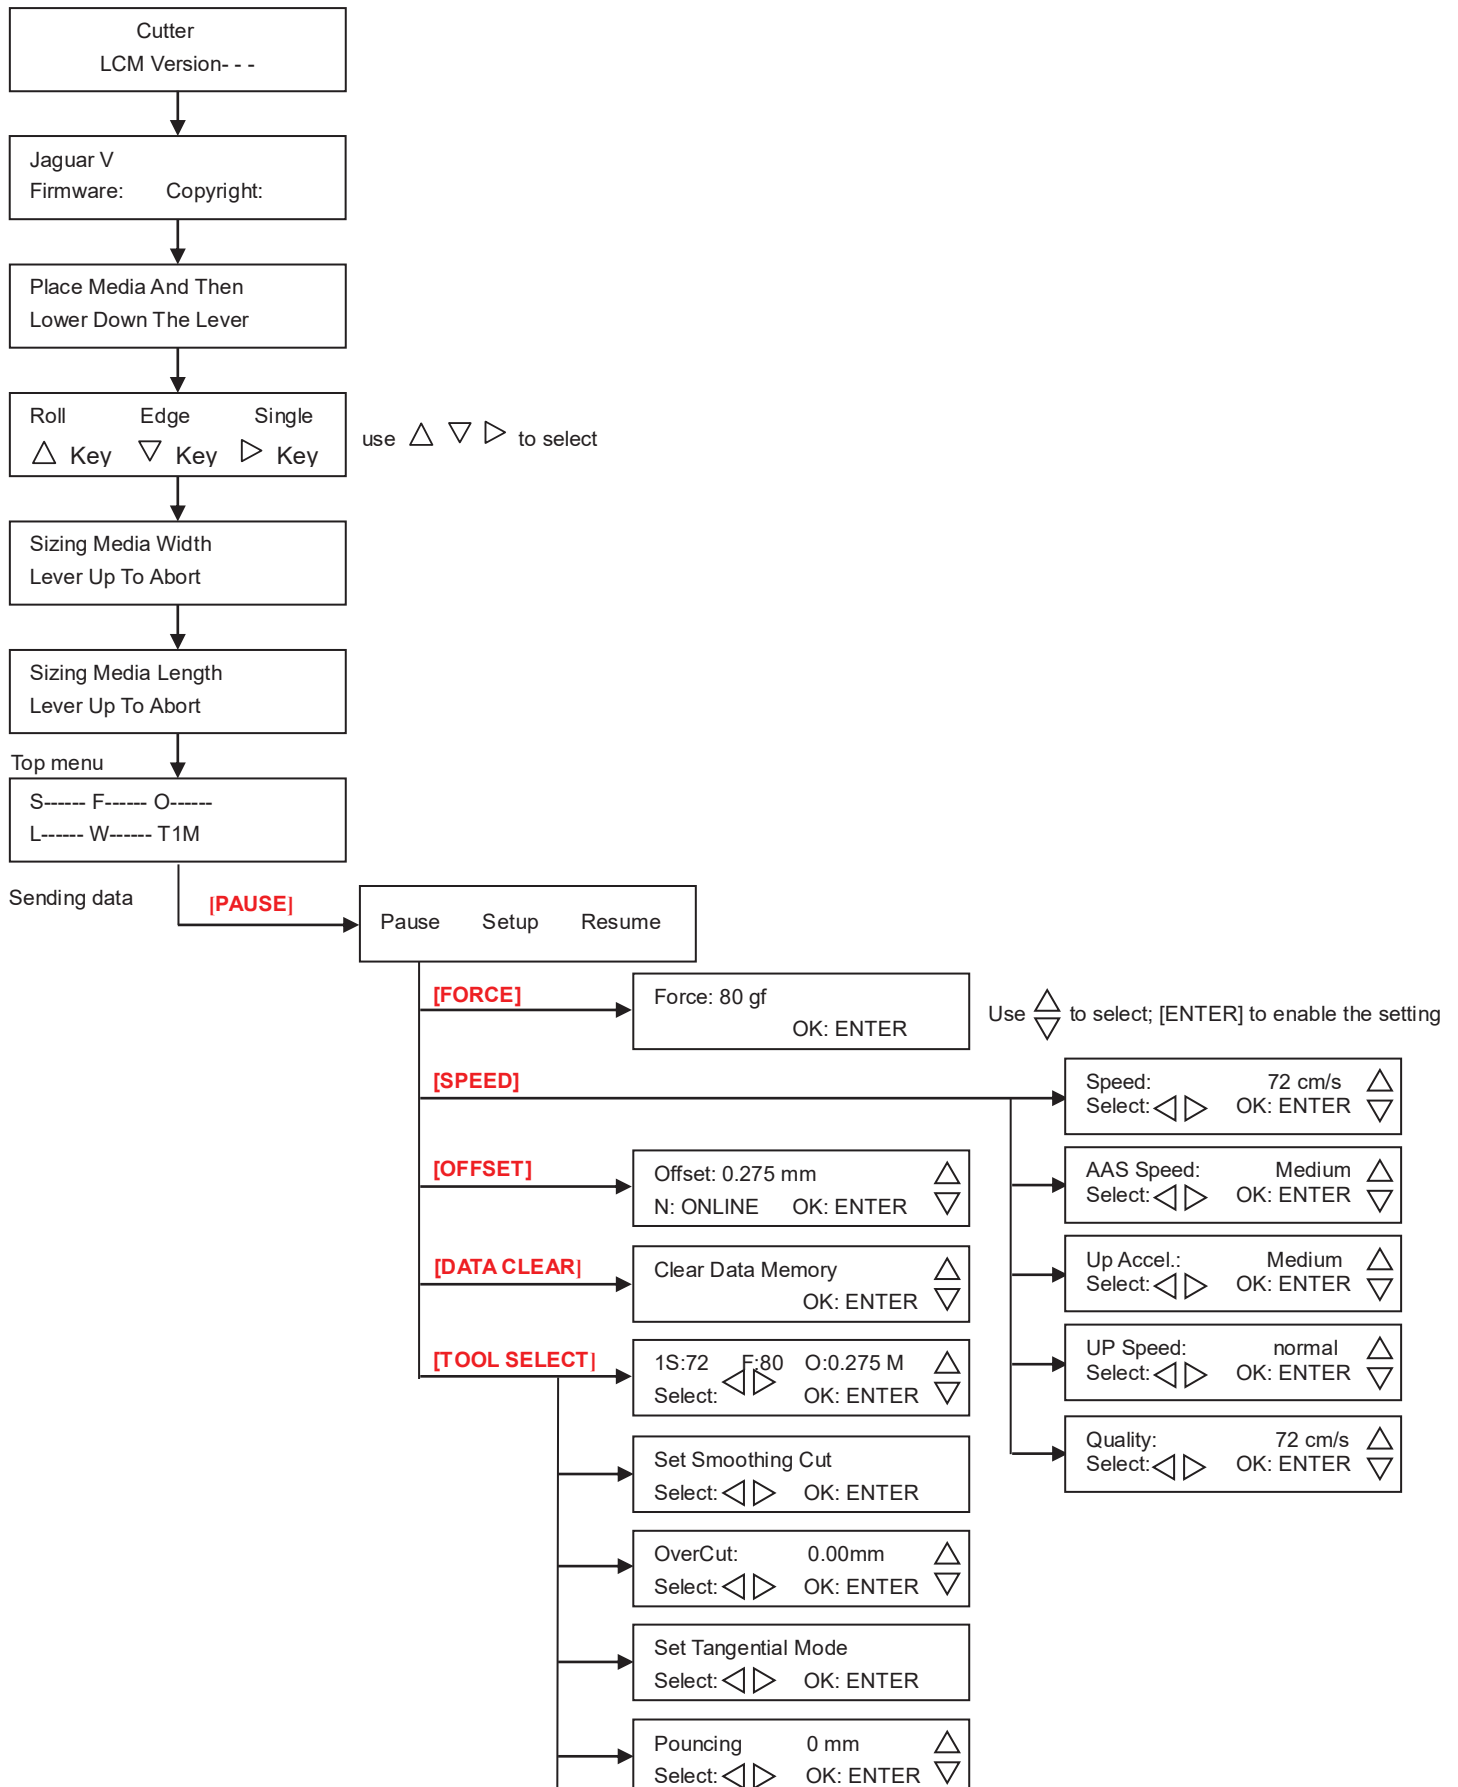 Cutter
LCM Version- - -
Jaguar V
Firmware: Copyright:
Place Media And Then
Lower Down The Lever
Roll Edge Single
△ Key ▽ Key ▷ Key
use △ ▽ ▷ to select
Sizing Media Width
Lever Up To Abort
Sizing Media Length
Lever Up To Abort
Top menu
S------ F------ O------
L------ W------ T1M
Sending data
[PAUSE]
Pause Setup Resume
[FORCE]
Force: 80 gf
OK: ENTER
Use △ ▽ to select; [ENTER] to enable the setting
[SPEED]
Speed: 72 cm/s △
Select: ◁ ▷ OK: ENTER ▽
AAS Speed: Medium △
Select: ◁ ▷ OK: ENTER ▽
Up Accel.: Medium △
Select: ◁ ▷ OK: ENTER ▽
UP Speed: normal △
Select: ◁ ▷ OK: ENTER ▽
Quality: 72 cm/s △
Select: ◁ ▷ OK: ENTER ▽
[OFFSET]
Offset: 0.275 mm △
N: ONLINE OK: ENTER ▽
[DATA CLEAR]
Clear Data Memory △
OK: ENTER ▽
[TOOL SELECT]
1S:72 F:80 O:0.275 M △
Select: ◁ ▷ OK: ENTER ▽
Set Smoothing Cut
Select: ◁ ▷ OK: ENTER
OverCut: 0.00mm △
Select: ◁ ▷ OK: ENTER ▽
Set Tangential Mode
Select: ◁ ▷ OK: ENTER
Pouncing 0 mm △
Select: ◁ ▷ OK: ENTER ▽